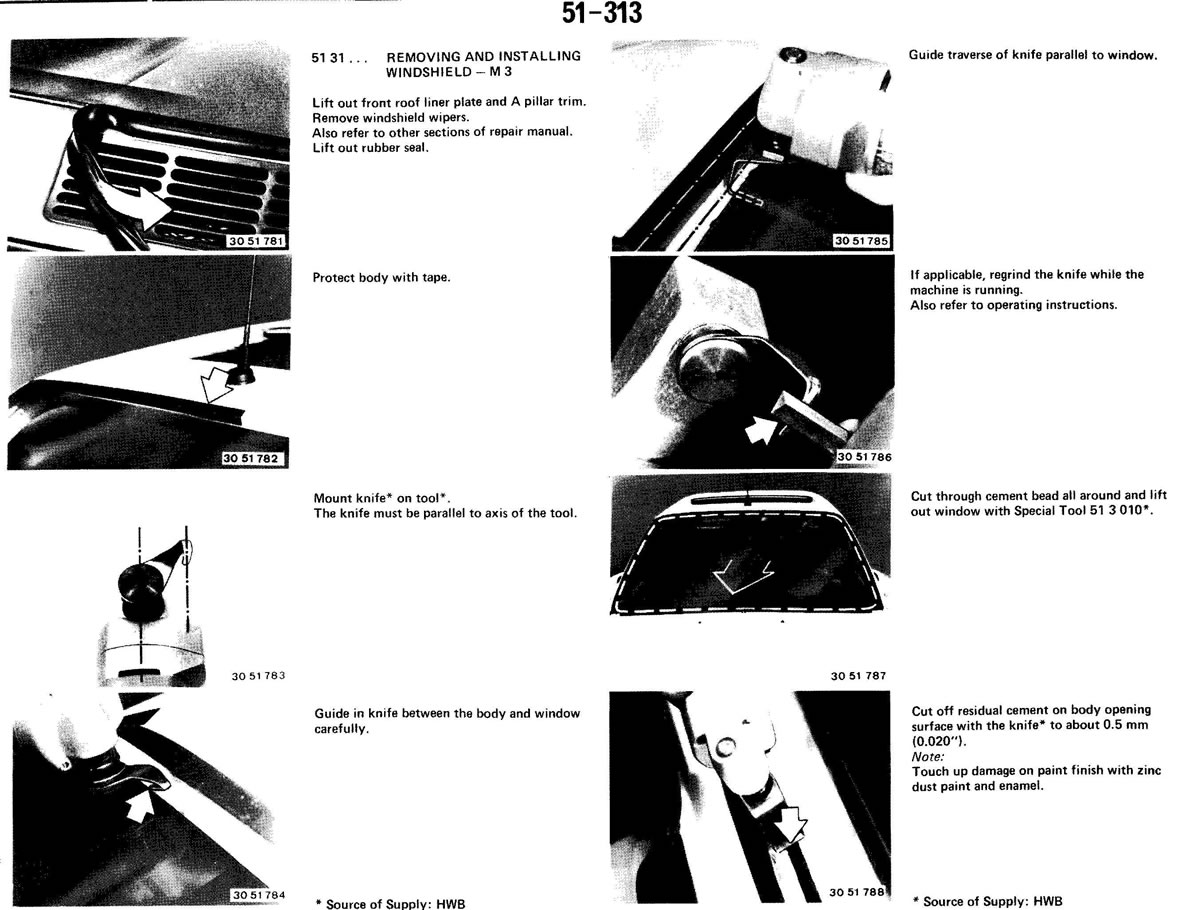 51-313
51 31 . . . REMOVING AND INSTALLING
WINDSHIELD – M 3
Lift out front roof liner plate and A pillar trim.
Remove windshield wipers.
Also refer to other sections of repair manual.
Lift out rubber seal.
30 51 781
Protect body with tape.
30 51 782
Mount knife* on tool*.
The knife must be parallel to axis of the tool.
30 51 783
Guide in knife between the body and window
carefully.
30 51 784
* Source of Supply: HWB
Guide traverse of knife parallel to window.
30 51 785
If applicable, regrind the knife while the
machine is running.
Also refer to operating instructions.
30 51 786
Cut through cement bead all around and lift
out window with Special Tool 51 3 010*.
30 51 787
Cut off residual cement on body opening
surface with the knife* to about 0.5 mm
(0.020″).
Note:
Touch up damage on paint finish with zinc
dust paint and enamel.
30 51 788
* Source of Supply: HWB